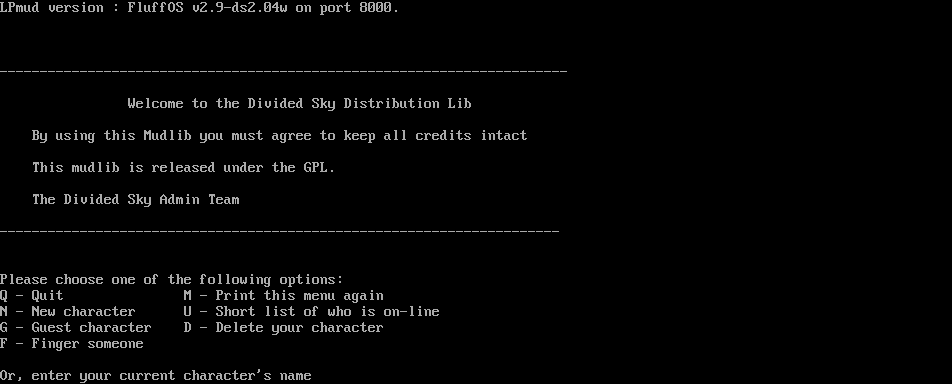 LPmud version : FluffOS v2.9-ds2.04w on port 8000.
Welcome to the Divided Sky Distribution Lib
By using this Mudlib you must agree to keep all credits intact
This mudlib is released under the GPL.
The Divided Sky Admin Team
Please choose one of the following options:
Q - Quit M - Print this menu again
N - New character U - Short list of who is on-line
G - Guest character D - Delete your character
F - Finger someone
Or, enter your current character's name